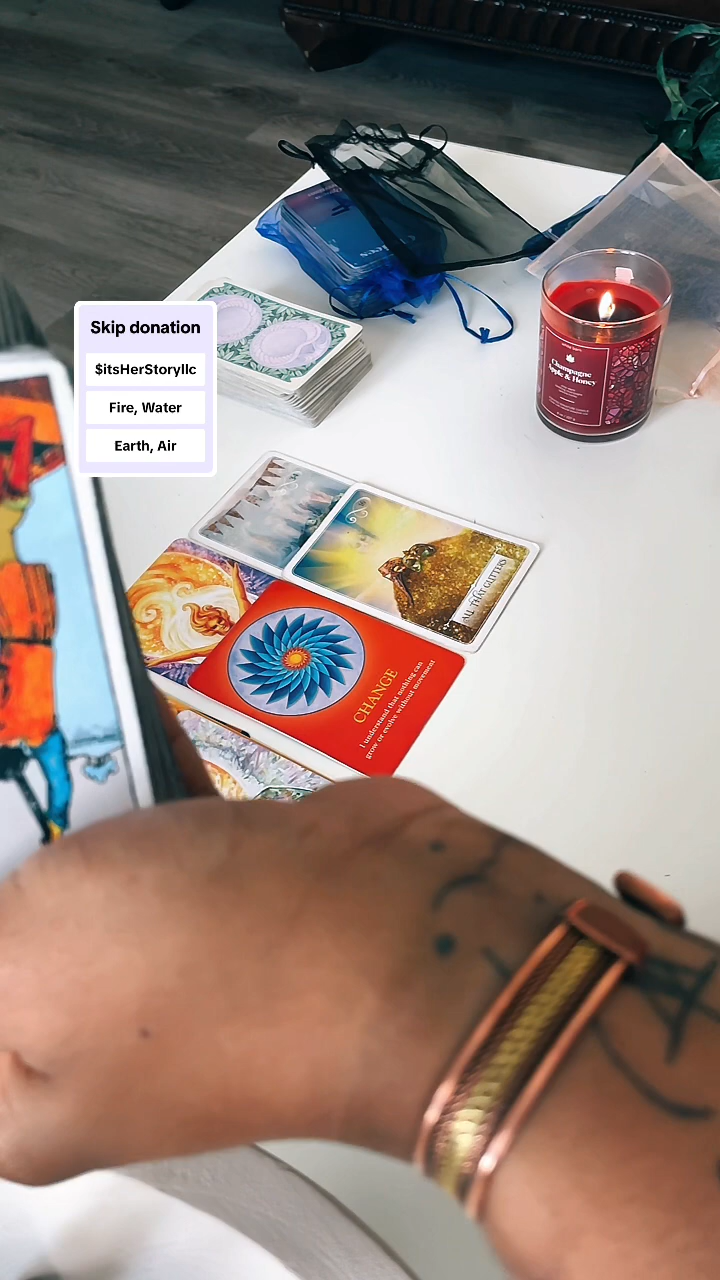 Skip donation
$itsHerStoryllc
Fire, Water
Earth, Air
Champagne
Apple & Honey
ALL THAT GLITTERS
CHANGE
I understand that nothing can
grow or evolve without movement